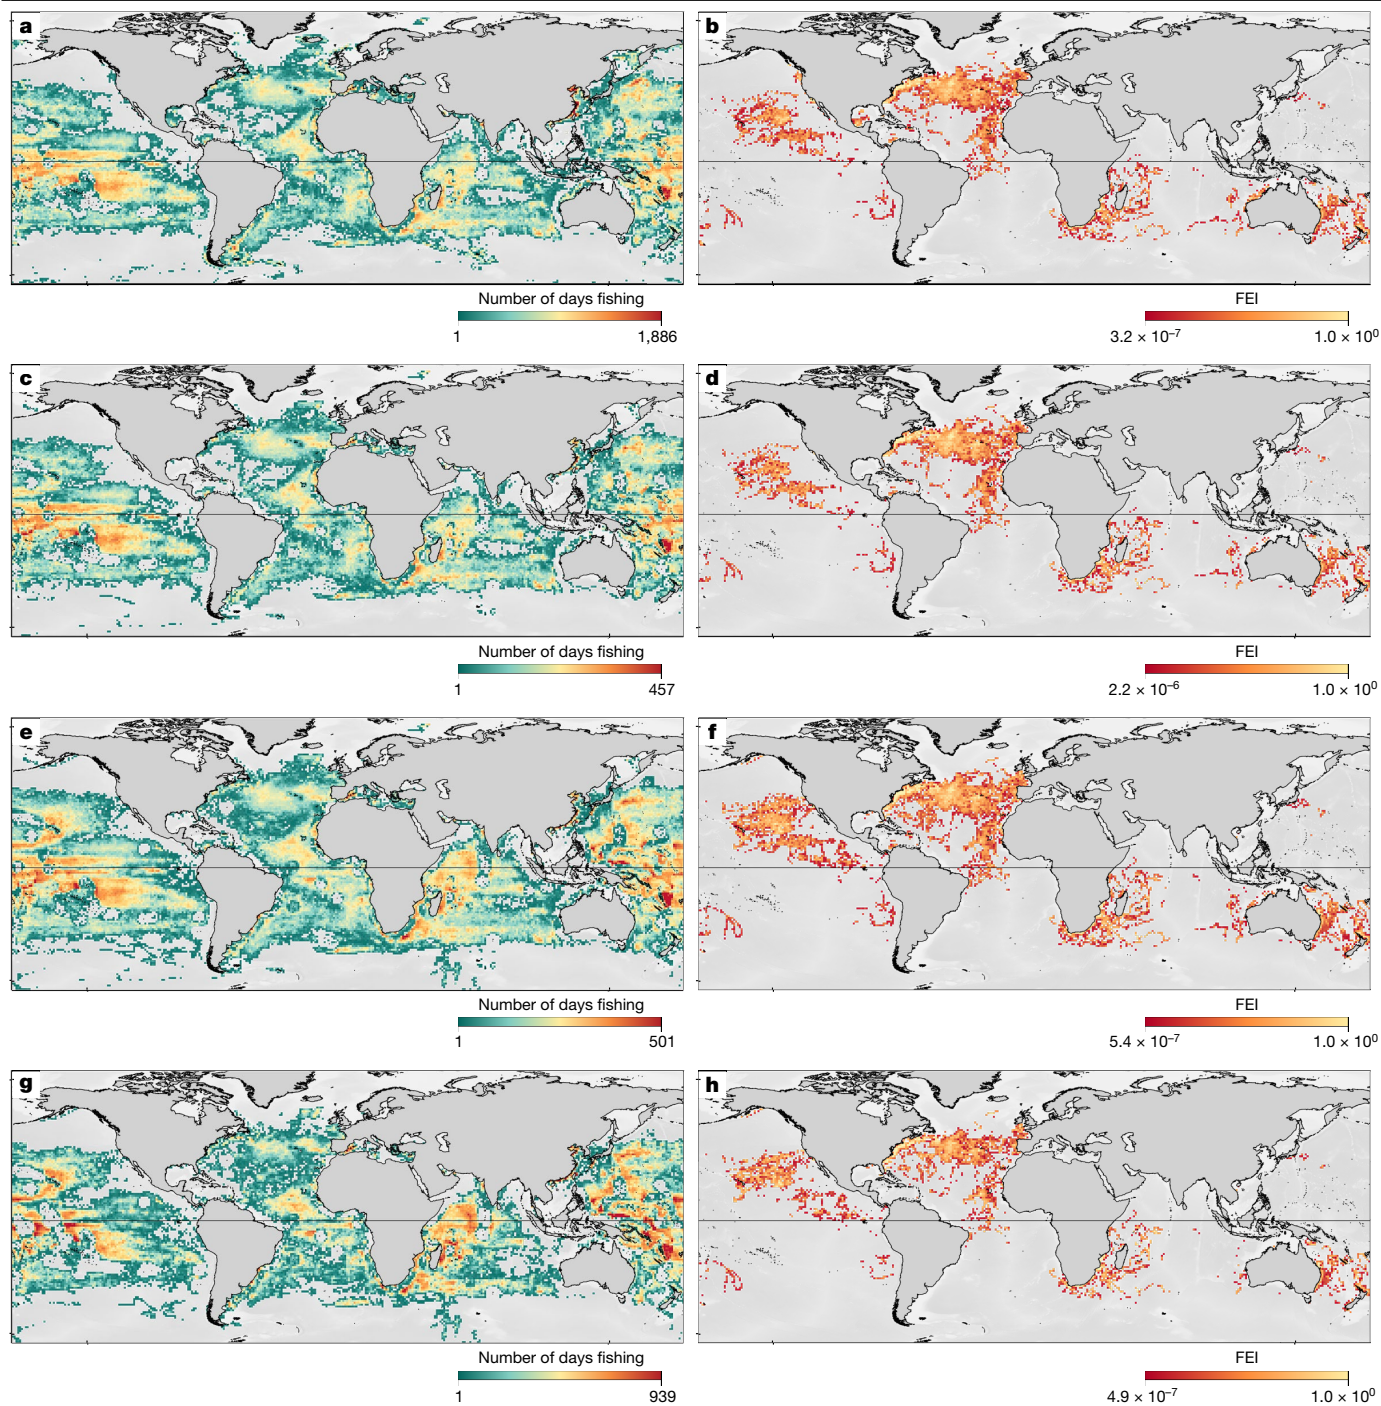 a b
Number of days fishing FEI
1 1,886 3.2 × 10⁻⁷ 1.0 × 10⁰
c d
Number of days fishing FEI
1 457 2.2 × 10⁻⁶ 1.0 × 10⁰
e f
Number of days fishing FEI
1 501 5.4 × 10⁻⁷ 1.0 × 10⁰
g h
Number of days fishing FEI
1 939 4.9 × 10⁻⁷ 1.0 × 10⁰